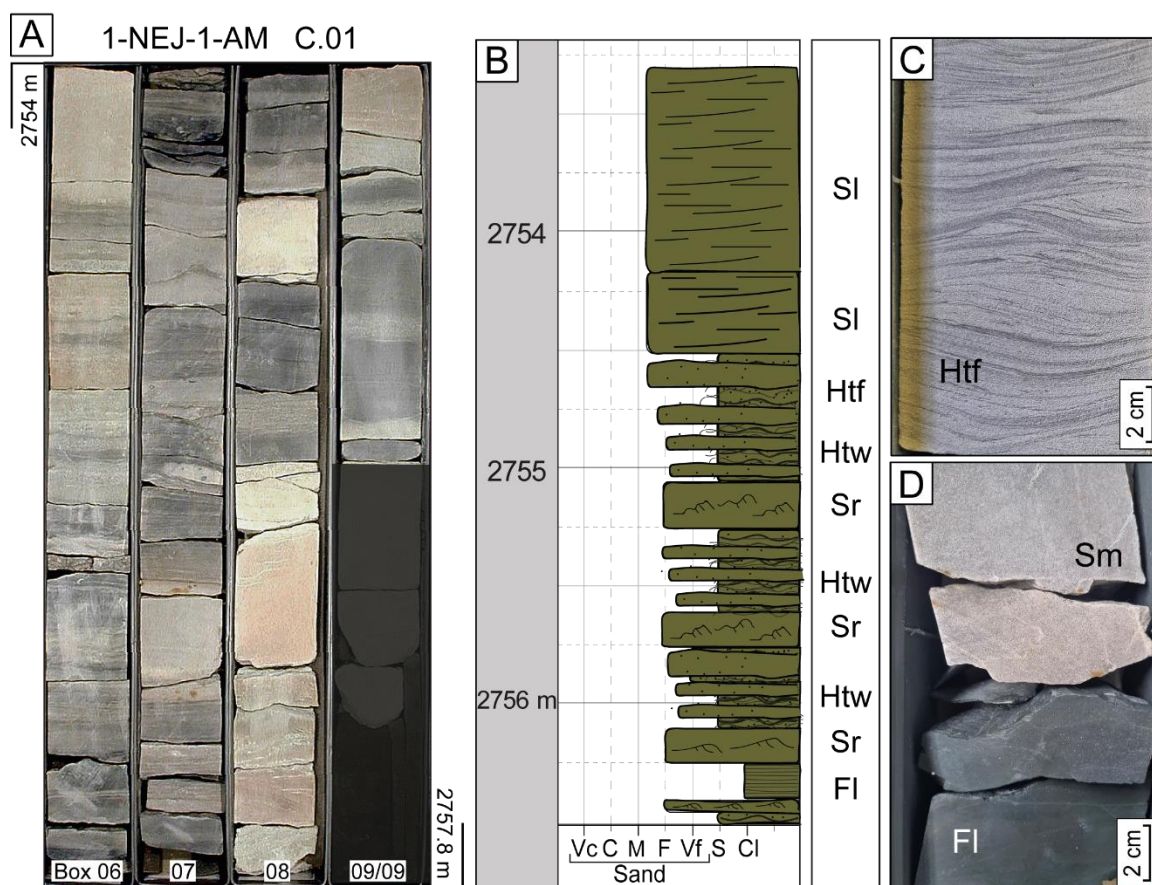 A
1-NEJ-1-AM C.01
2754 m
Box 06
07
08
09/09
2757.8 m
B
2754
2755
2756 m
Vc C M F Vf S Cl
Sand
Sl
Sl
Htf
Htw
Sr
Htw
Sr
Htw
Sr
Fl
C
Htf
2 cm
D
Sm
Fl
2 cm